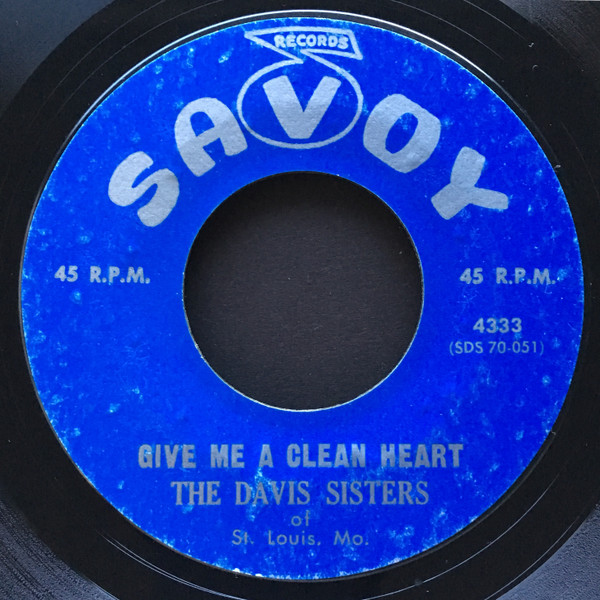 RECORDS
SAVOY
45 R.P.M.
45 R.P.M.
4333
(SDS 70-051)
GIVE ME A CLEAN HEART
THE DAVIS SISTERS
of
St. Louis, Mo.